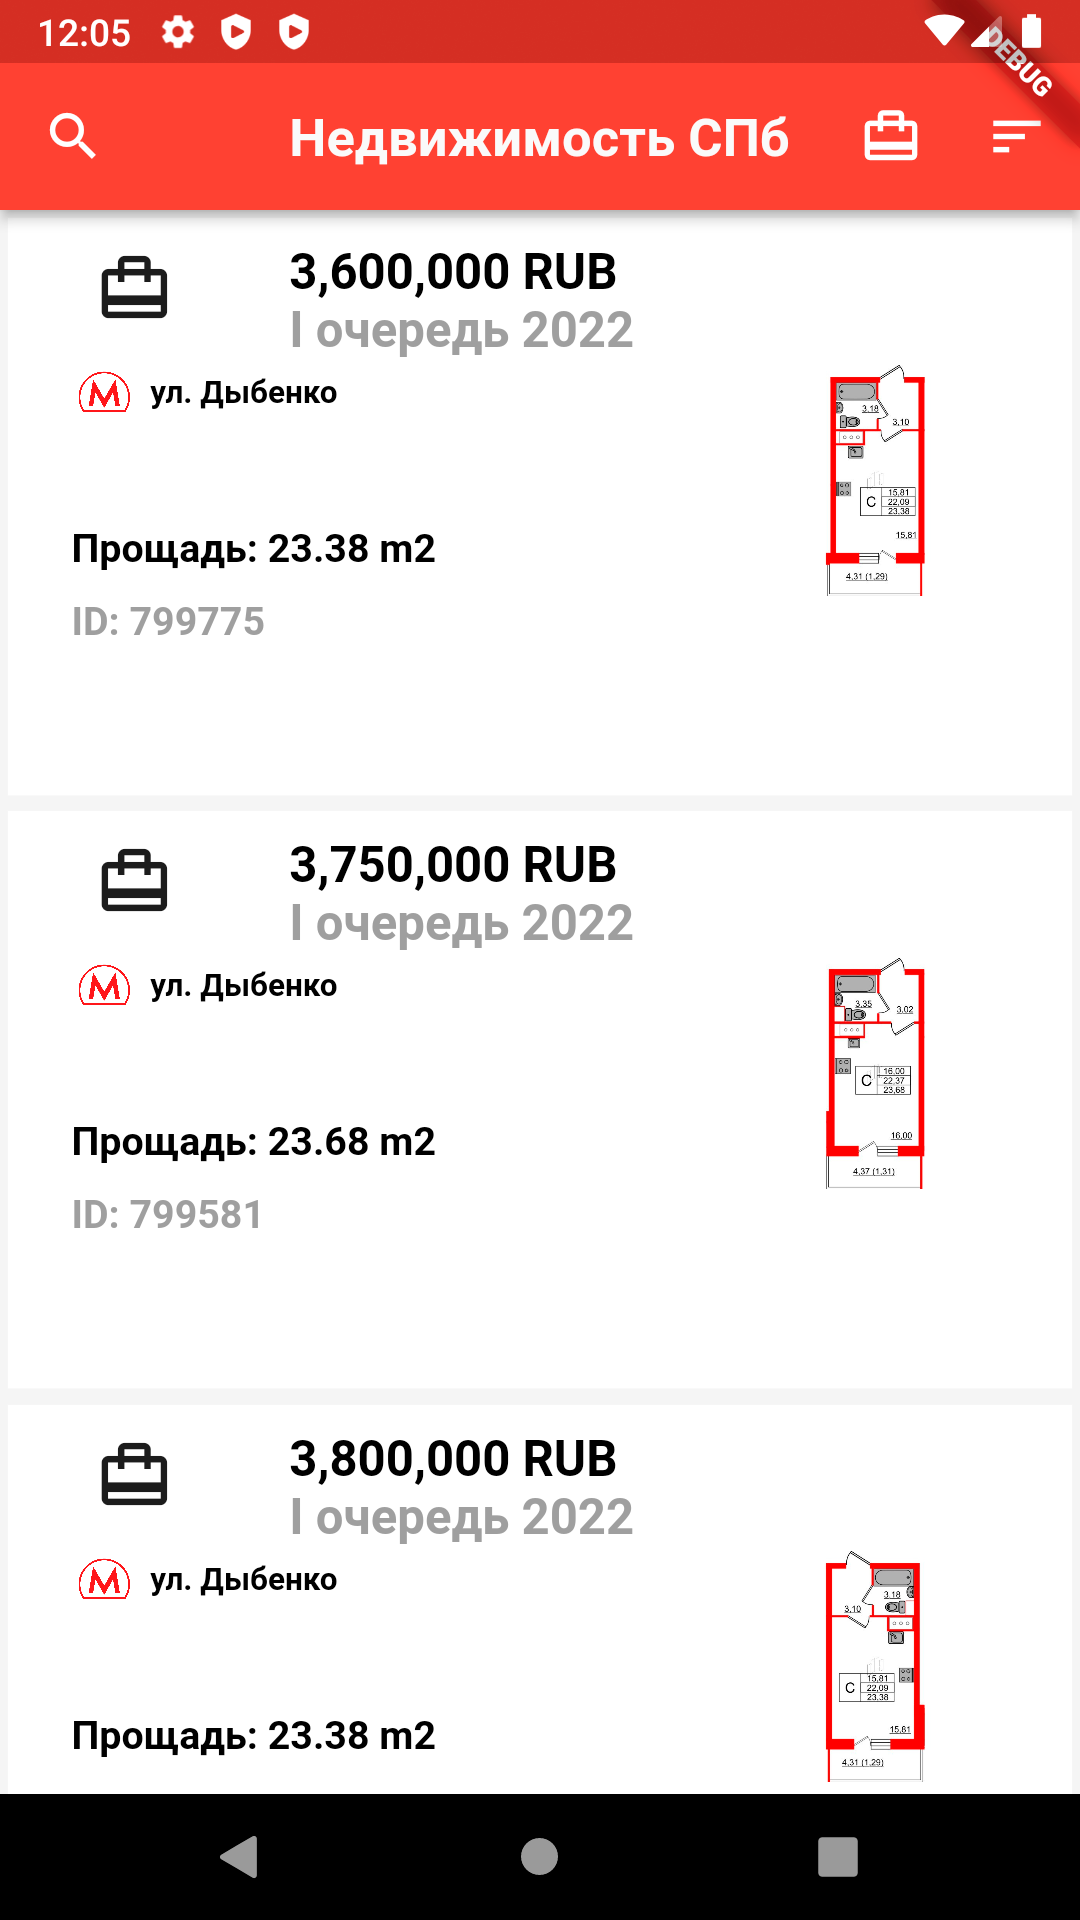 12:05
DEBUG
Недвижимость СПб
3,600,000 RUB
I очередь 2022
М ул. Дыбенко
Прощадь: 23.38 m2
ID: 799775
3.18
3.10
С
15.81
22.09
23.38
15.81
4.31 (1.29)
3,750,000 RUB
I очередь 2022
М ул. Дыбенко
Прощадь: 23.68 m2
ID: 799581
3.35
3.02
С
16.00
22.37
23.68
16.00
4.37 (1.31)
3,800,000 RUB
I очередь 2022
М ул. Дыбенко
Прощадь: 23.38 m2
3.18
3.10
С
15.81
22.09
23.38
15.81
4.31 (1.29)